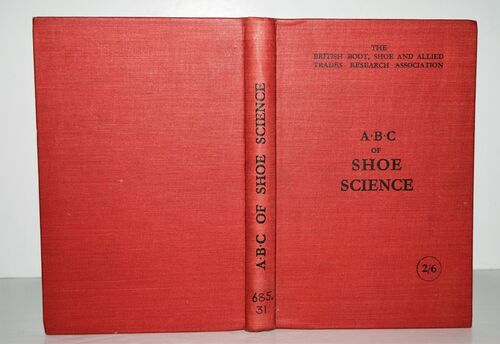 THE
BRITISH BOOT, SHOE AND ALLIED
TRADES RESEARCH ASSOCIATION
A·B·C
OF
SHOE
SCIENCE
2/6
A·B·C OF SHOE SCIENCE
685.
31